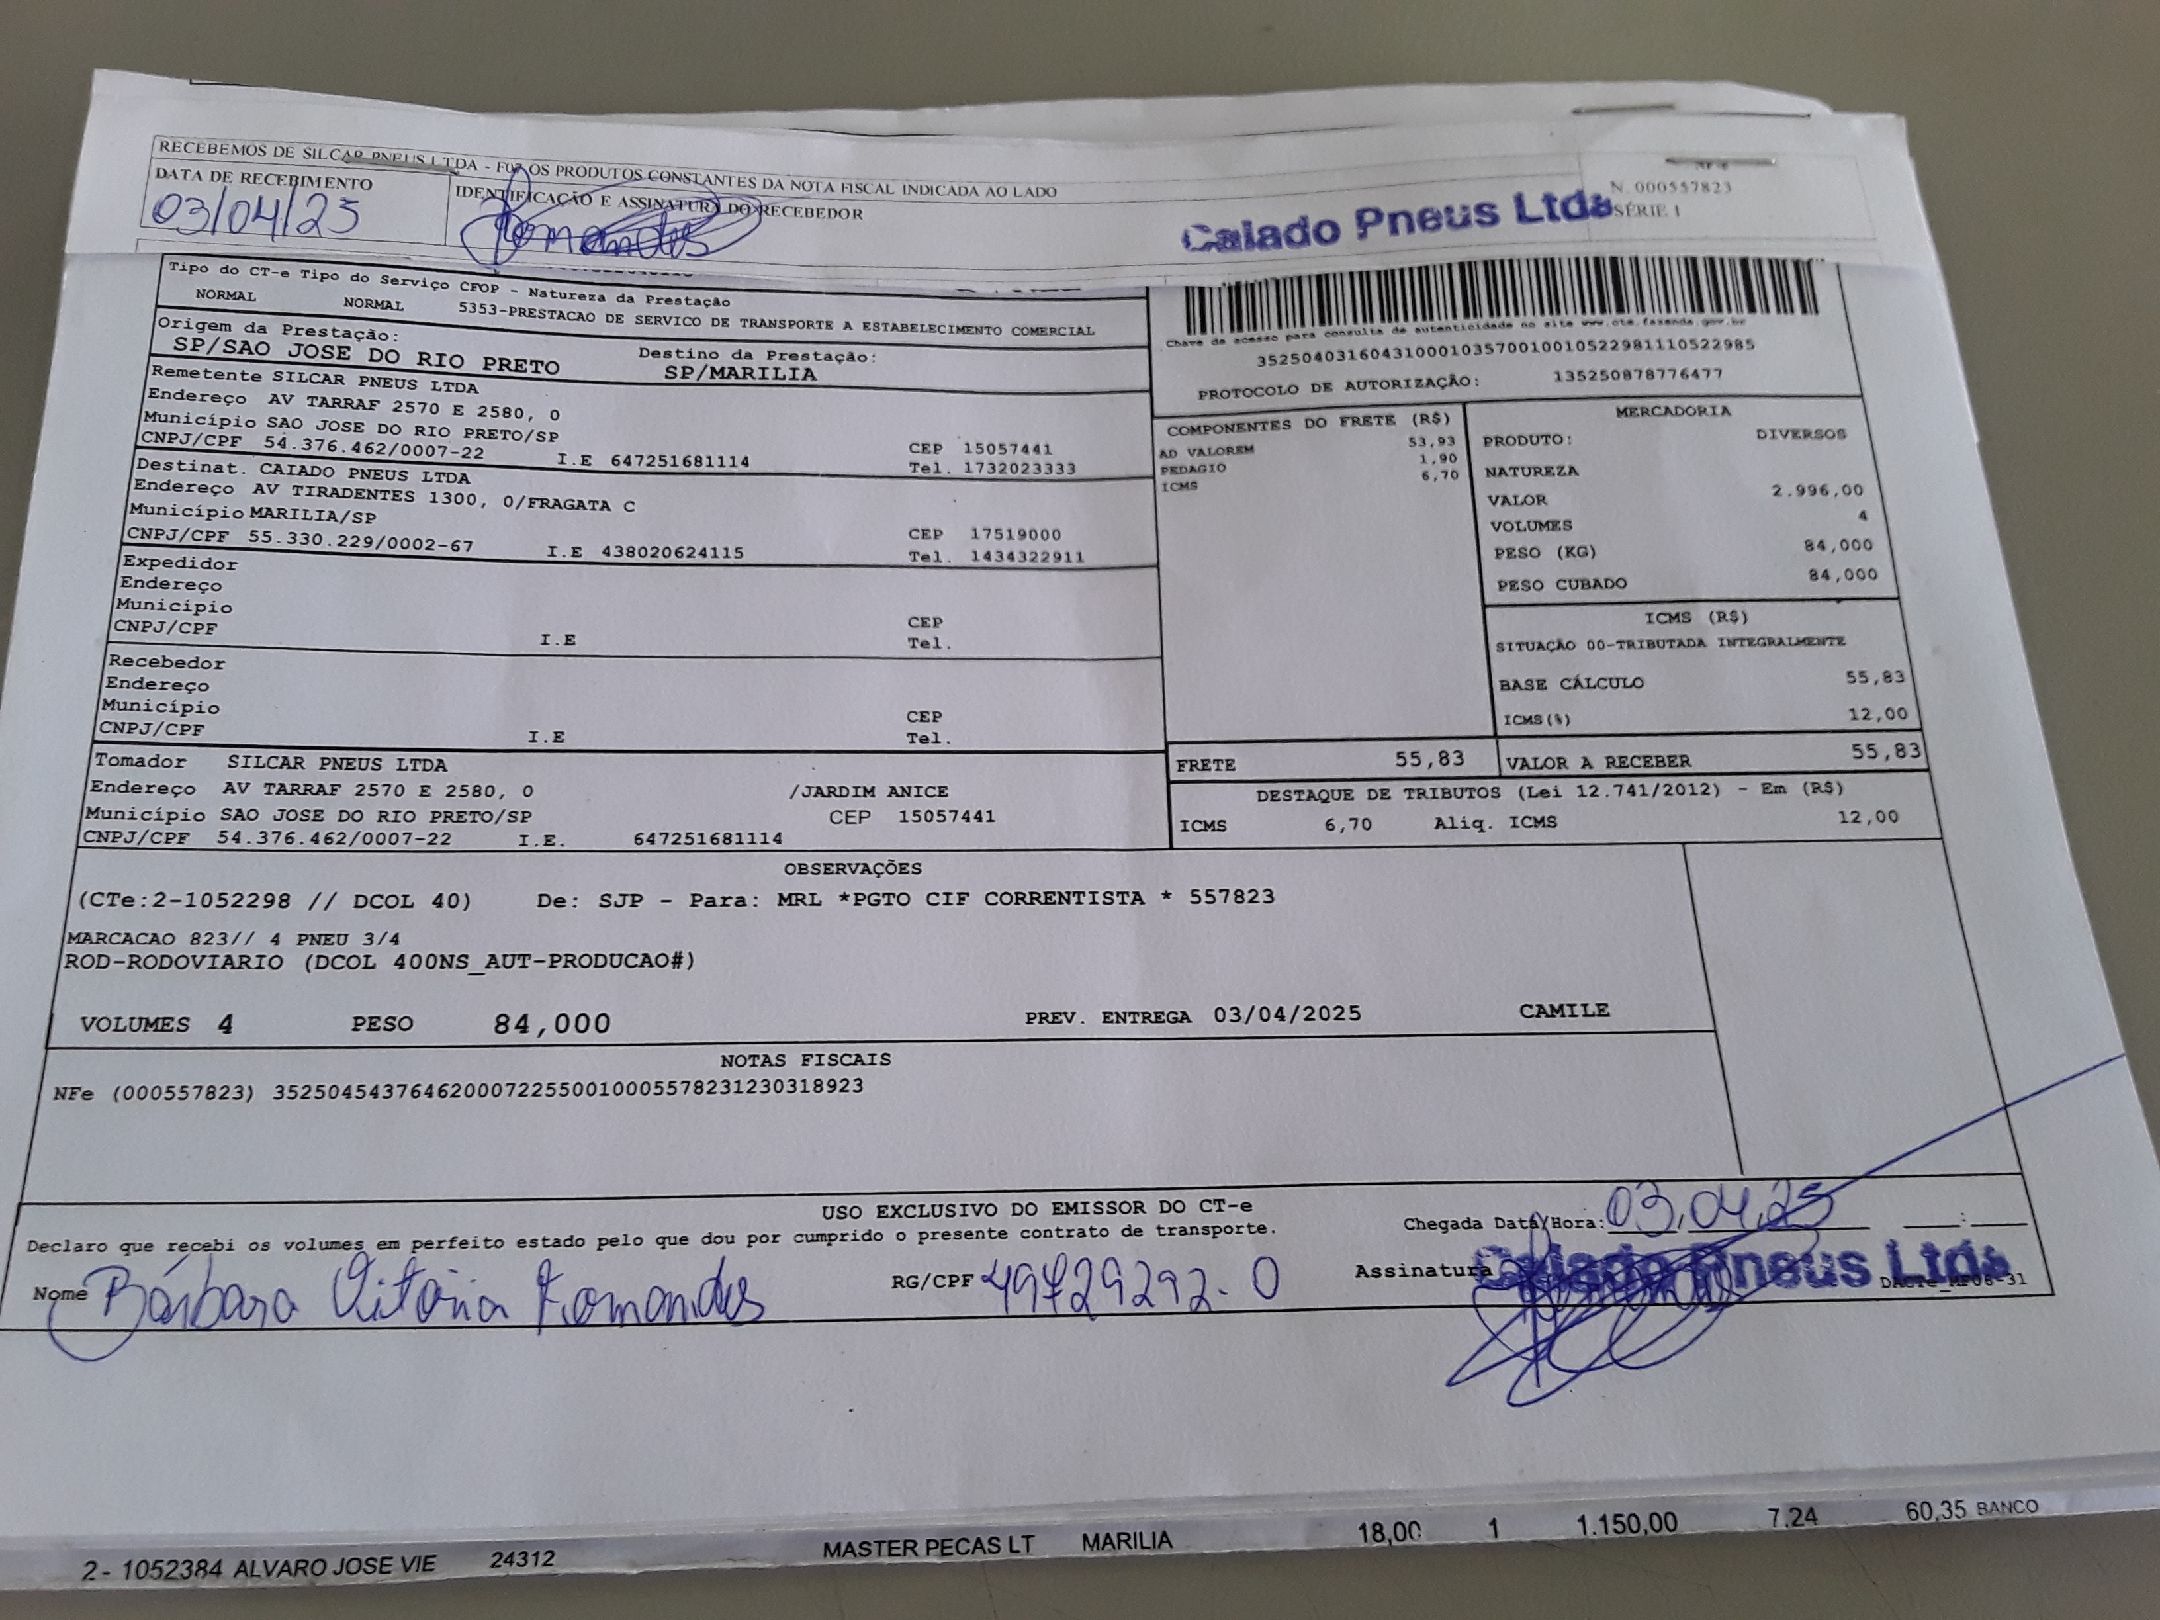 RECEBEMOS DE SILCAR PNEUS LTDA - OS PRODUTOS CONSTANTES DA NOTA FISCAL INDICADA AO LADO
DATA DE RECEBIMENTO
03/04/25
IDENTIFICAÇÃO E ASSINATURA DO RECEBEDOR
NF-e
N. 000557823
SÉRIE 1
Caiado Pneus Ltda
Tipo do CT-e Tipo do Serviço CFOP - Natureza da Prestação
NORMAL NORMAL 5353-PRESTACAO DE SERVICO DE TRANSPORTE A ESTABELECIMENTO COMERCIAL
Origem da Prestação: Destino da Prestação:
SP/SAO JOSE DO RIO PRETO SP/MARILIA
Remetente SILCAR PNEUS LTDA
Endereço AV TARRAF 2570 E 2580, 0
Município SAO JOSE DO RIO PRETO/SP CEP 15057441
CNPJ/CPF 54.376.462/0007-22 I.E 647251681114 Tel. 1732023333
Destinat. CAIADO PNEUS LTDA
Endereço AV TIRADENTES 1300, 0/FRAGATA C
Município MARILIA/SP CEP 17519000
CNPJ/CPF 55.330.229/0002-67 I.E 438020624115 Tel. 1434322911
Expedidor
Endereço
Município CEP
CNPJ/CPF I.E Tel.
Recebedor
Endereço
Município CEP
CNPJ/CPF I.E Tel.
Tomador SILCAR PNEUS LTDA
Endereço AV TARRAF 2570 E 2580, 0 /JARDIM ANICE
Município SAO JOSE DO RIO PRETO/SP CEP 15057441
CNPJ/CPF 54.376.462/0007-22 I.E. 647251681114
Chave de acesso para consulta de autenticidade no site www.cte.fazenda.gov.br
35250403160431000103570010010522981110522985
PROTOCOLO DE AUTORIZAÇÃO: 135250878776477
COMPONENTES DO FRETE (R$)
AD VALOREM 53,93
PEDAGIO 1,90
ICMS 6,70
MERCADORIA
PRODUTO: DIVERSOS
NATUREZA
VALOR 2.996,00
VOLUMES 4
PESO (KG) 84,000
PESO CUBADO 84,000
ICMS (R$)
SITUAÇÃO 00-TRIBUTADA INTEGRALMENTE
BASE CÁLCULO 55,83
ICMS(%) 12,00
FRETE 55,83 VALOR A RECEBER 55,83
DESTAQUE DE TRIBUTOS (Lei 12.741/2012) - Em (R$)
ICMS 6,70 Aliq. ICMS 12,00
OBSERVAÇÕES
(CTe:2-1052298 // DCOL 40) De: SJP - Para: MRL *PGTO CIF CORRENTISTA * 557823
MARCACAO 823// 4 PNEU 3/4
ROD-RODOVIARIO (DCOL 400NS_AUT-PRODUCAO#)
VOLUMES 4 PESO 84,000 PREV. ENTREGA 03/04/2025 CAMILE
NOTAS FISCAIS
NFe (000557823) 35250454376462000722550010005578231230318923
USO EXCLUSIVO DO EMISSOR DO CT-e
Declaro que recebi os volumes em perfeito estado pelo que dou por cumprido o presente contrato de transporte.
Chegada Data/Hora: 03.04.25 :
Nome Bárbara Vitória RG/CPF 49729292-0 Assinatura
Caiado Pneus Ltda
2- 1052384 ALVARO JOSE VIE 24312 MASTER PECAS LT MARILIA 18,00 1 1.150,00 7.24 60,35 BANCO